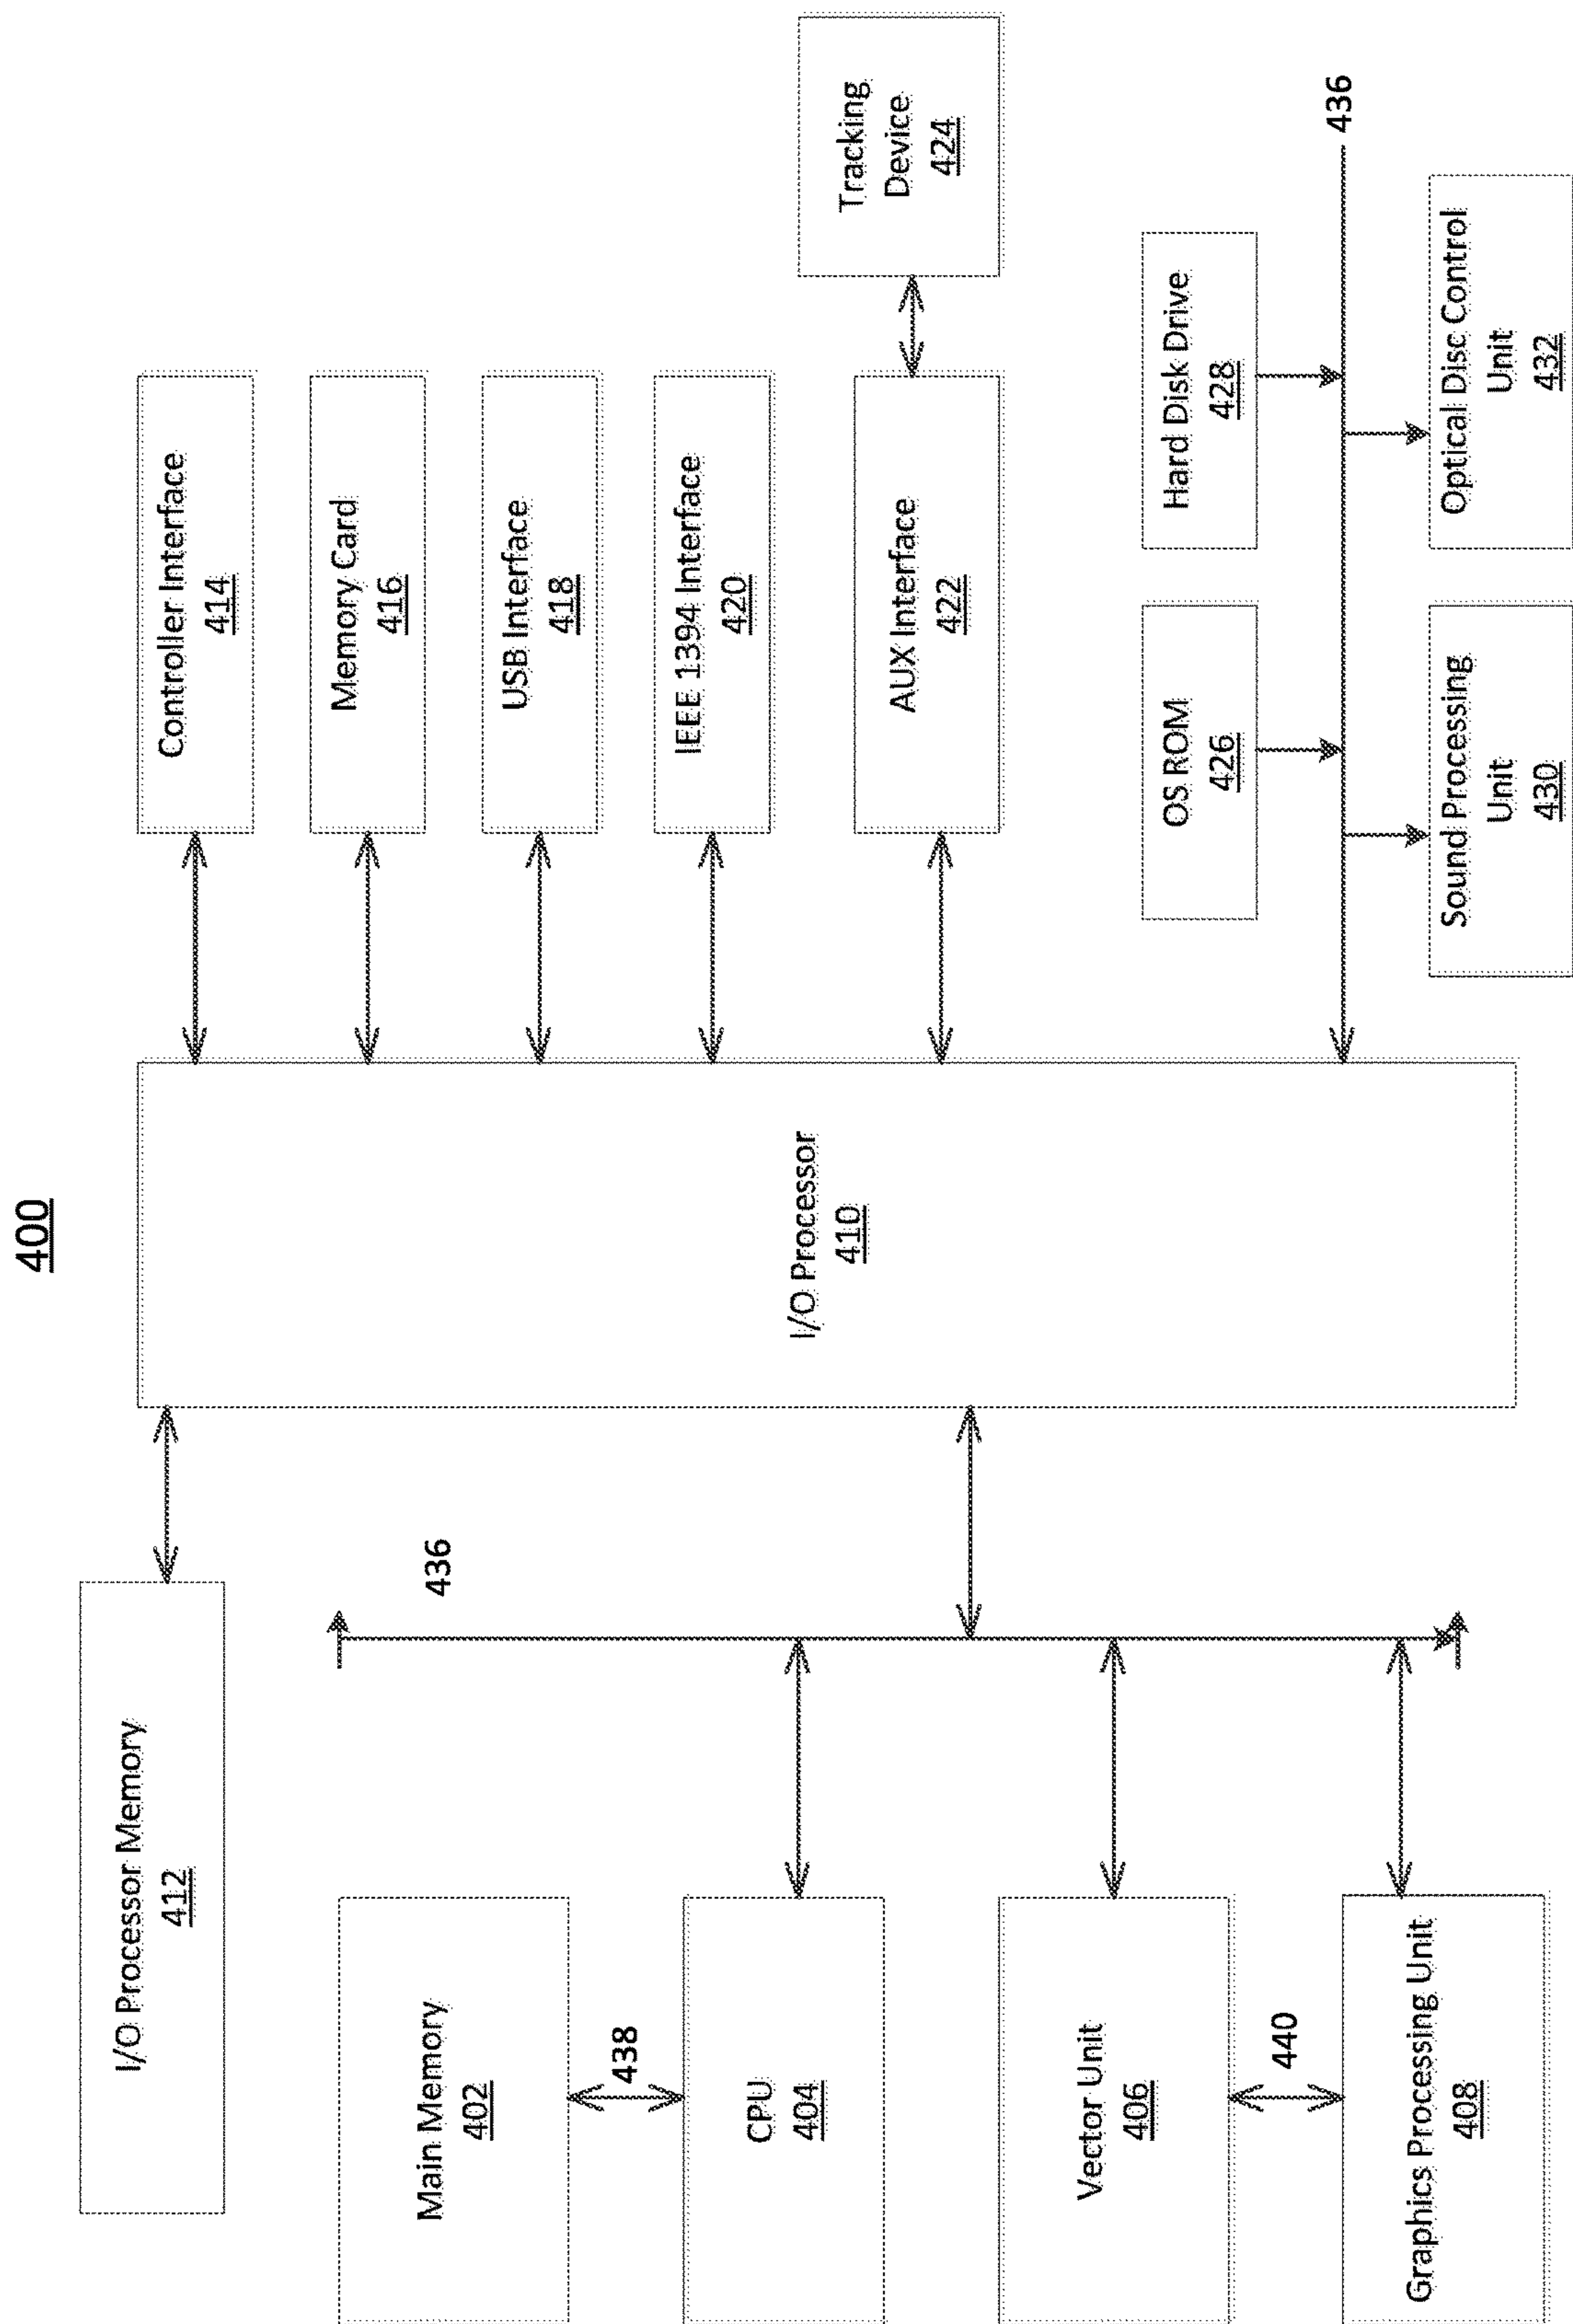 400
I/O Processor Memory
412
Main Memory
402
438
CPU
404
Vector Unit
406
440
Graphics Processing Unit
408
436
I/O Processor
410
Controller Interface
414
Memory Card
416
USB Interface
418
IEEE 1394 Interface
420
AUX Interface
422
Tracking
Device
424
OS ROM
426
Hard Disk Drive
428
436
Sound Processing
Unit
430
Optical Disc Control
Unit
432